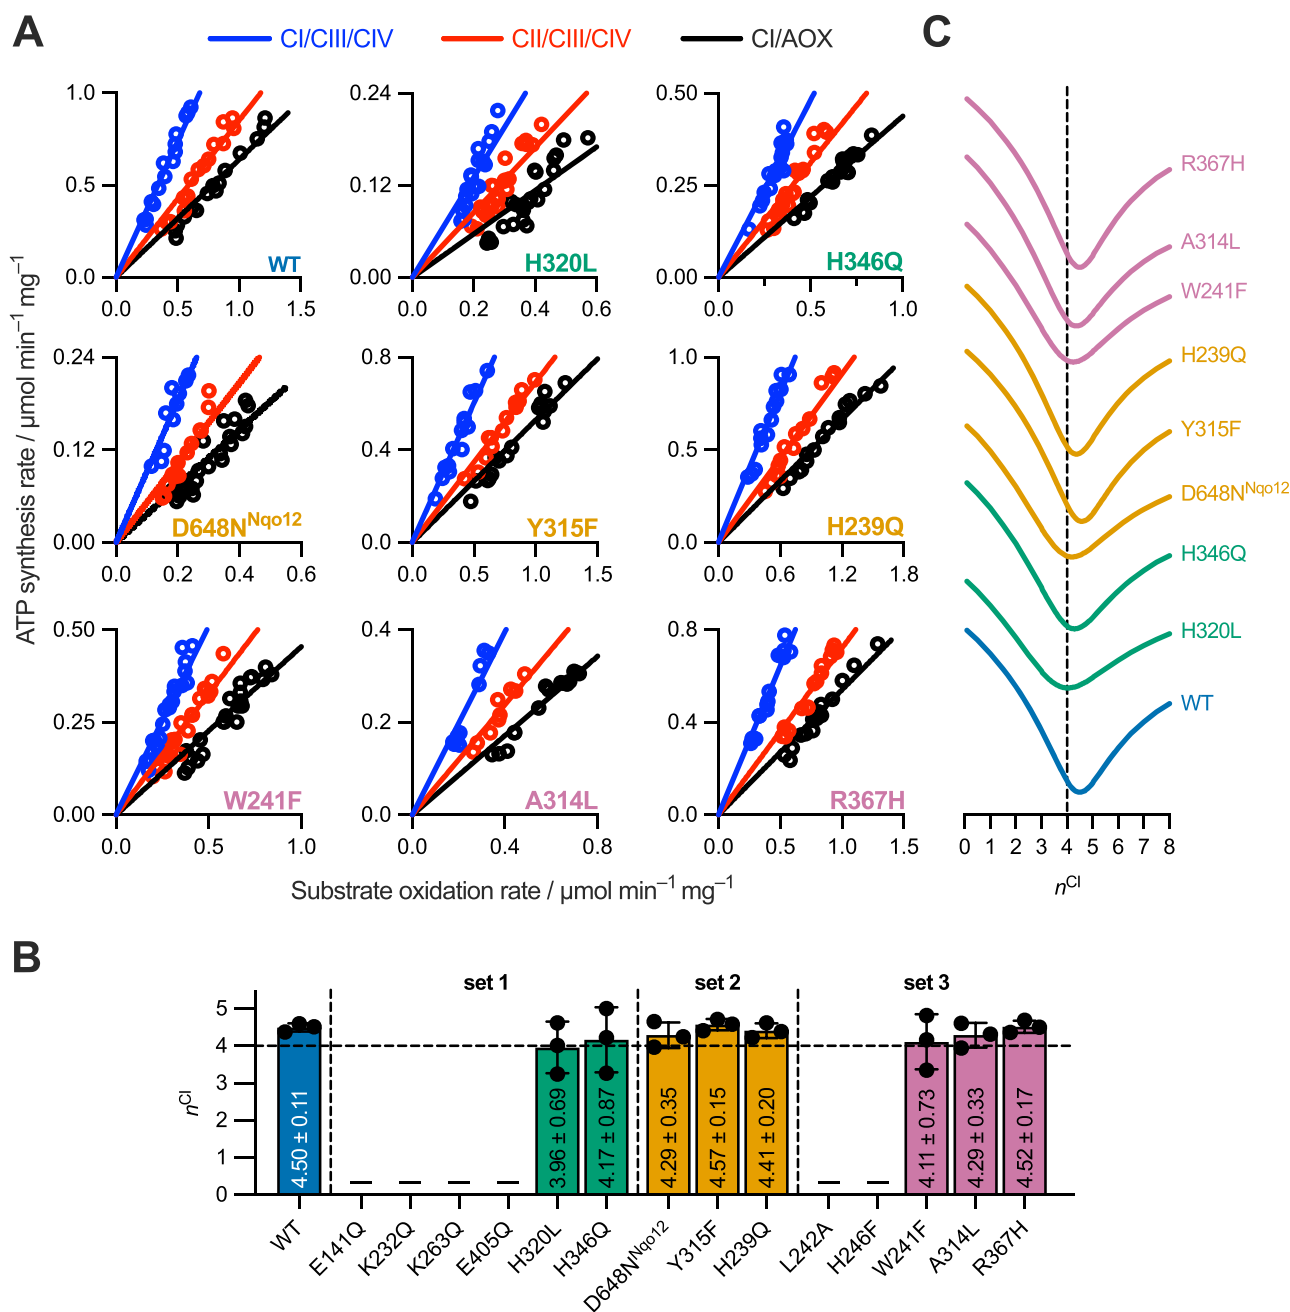 A
CI/CIII/CIV
CII/CIII/CIV
CI/AOX
C
ATP synthesis rate / µmol min⁻¹ mg⁻¹
1.0
0.5
0.0
WT
0.0 0.5 1.0 1.5
0.24
0.12
0.00
H320L
0.0 0.2 0.4 0.6
0.50
0.25
0.00
H346Q
0.0 0.5 1.0
0.24
0.12
0.00
D648N^Nqo12
0.0 0.2 0.4 0.6
0.8
0.4
0.0
Y315F
0.0 0.5 1.0 1.5
1.0
0.5
0.0
H239Q
0.0 0.6 1.2 1.8
0.50
0.25
0.00
W241F
0.0 0.5 1.0
0.4
0.2
0.0
A314L
0.0 0.4 0.8
0.8
0.4
0.0
R367H
0.0 0.5 1.0 1.5
Substrate oxidation rate / µmol min⁻¹ mg⁻¹
R367H
A314L
W241F
H239Q
Y315F
D648N^Nqo12
H346Q
H320L
WT
0 1 2 3 4 5 6 7 8
n^CI
B
set 1
set 2
set 3
n^CI
5
4
3
2
1
0
4.50 ± 0.11
3.96 ± 0.69
4.17 ± 0.87
4.29 ± 0.35
4.57 ± 0.15
4.41 ± 0.20
4.11 ± 0.73
4.29 ± 0.33
4.52 ± 0.17
WT
E141Q
K232Q
K263Q
E405Q
H320L
H346Q
D648N^Nqo12
Y315F
H239Q
L242A
H246F
W241F
A314L
R367H